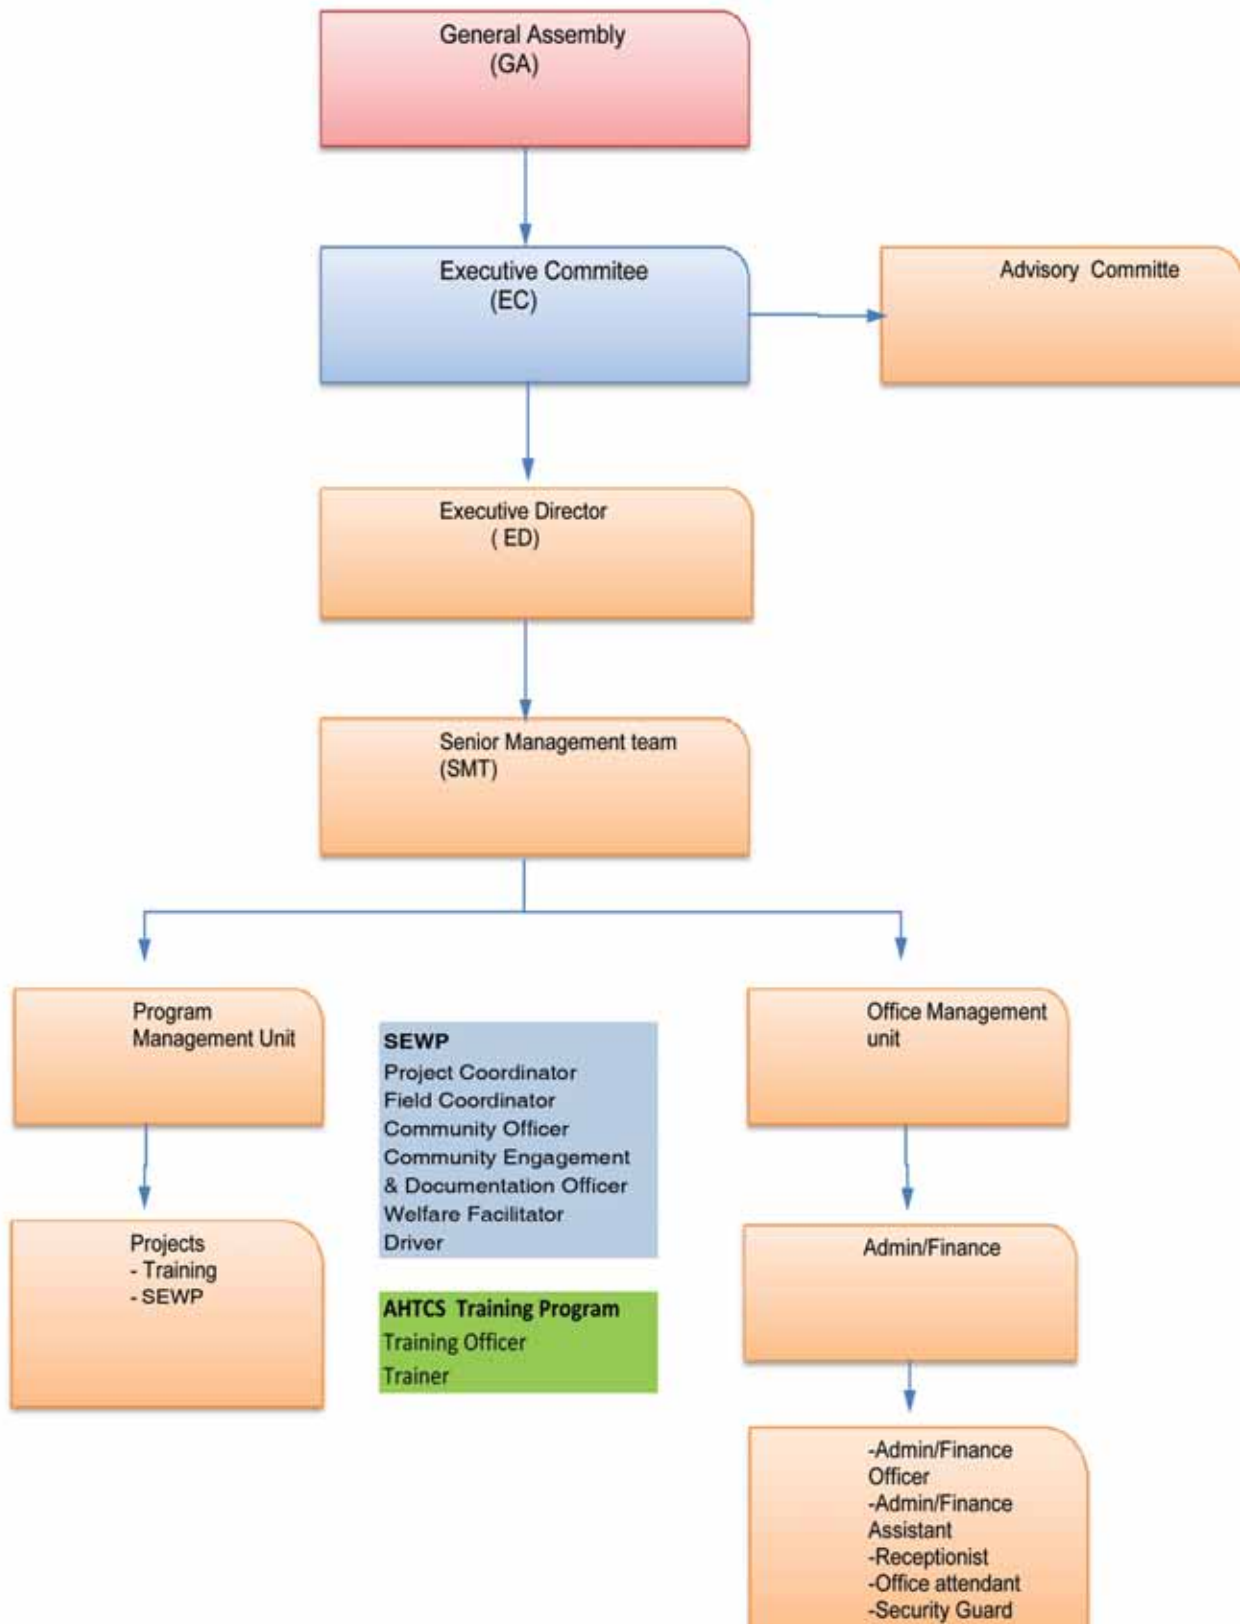 General Assembly
(GA)
Executive Commitee
(EC)
Advisory Committe
Executive Director
( ED)
Senior Management team
(SMT)
Program
Management Unit
SEWP
Project Coordinator
Field Coordinator
Community Officer
Community Engagement
& Documentation Officer
Welfare Facilitator
Driver
Office Management
unit
Projects
- Training
- SEWP
AHTCS Training Program
Training Officer
Trainer
Admin/Finance
-Admin/Finance
Officer
-Admin/Finance
Assistant
-Receptionist
-Office attendant
-Security Guard